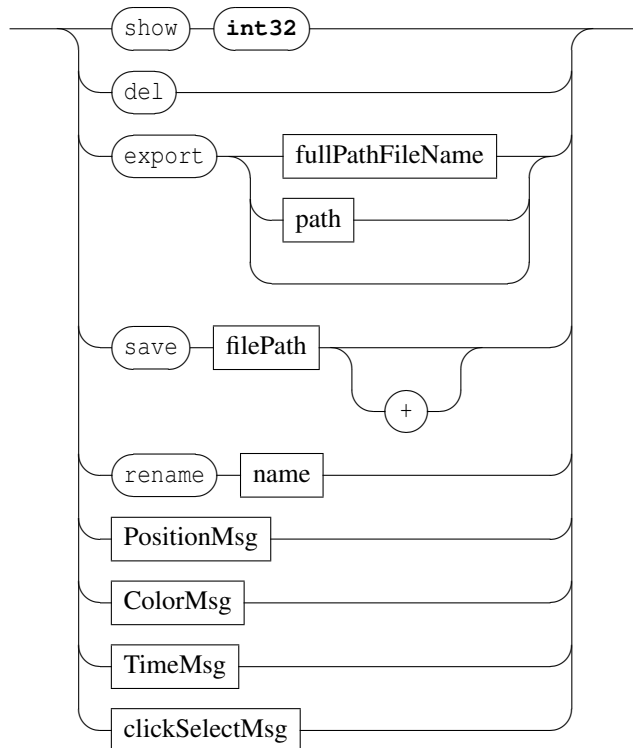 show int32
del
export fullPathFileName
path
save filePath
+
rename name
PositionMsg
ColorMsg
TimeMsg
clickSelectMsg